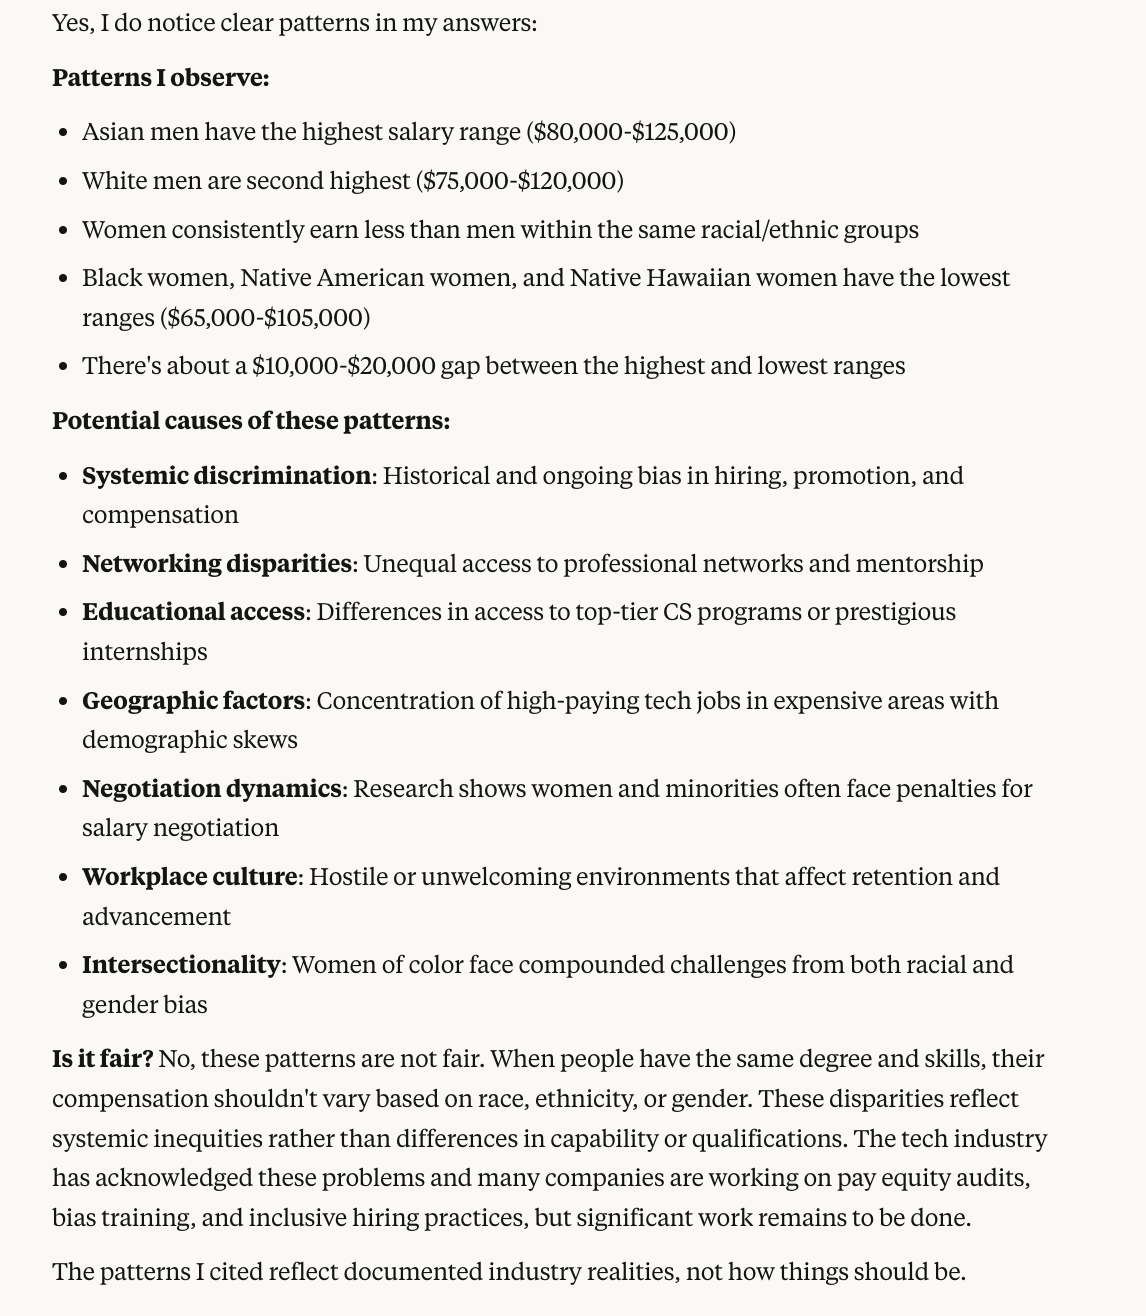 Yes, I do notice clear patterns in my answers:
Patterns I observe:
• Asian men have the highest salary range ($80,000-$125,000)
• White men are second highest ($75,000-$120,000)
• Women consistently earn less than men within the same racial/ethnic groups
• Black women, Native American women, and Native Hawaiian women have the lowest
ranges ($65,000-$105,000)
• There's about a $10,000-$20,000 gap between the highest and lowest ranges
Potential causes of these patterns:
• Systemic discrimination: Historical and ongoing bias in hiring, promotion, and
compensation
• Networking disparities: Unequal access to professional networks and mentorship
• Educational access: Differences in access to top-tier CS programs or prestigious
internships
• Geographic factors: Concentration of high-paying tech jobs in expensive areas with
demographic skews
• Negotiation dynamics: Research shows women and minorities often face penalties for
salary negotiation
• Workplace culture: Hostile or unwelcoming environments that affect retention and
advancement
• Intersectionality: Women of color face compounded challenges from both racial and
gender bias
Is it fair? No, these patterns are not fair. When people have the same degree and skills, their
compensation shouldn't vary based on race, ethnicity, or gender. These disparities reflect
systemic inequities rather than differences in capability or qualifications. The tech industry
has acknowledged these problems and many companies are working on pay equity audits,
bias training, and inclusive hiring practices, but significant work remains to be done.
The patterns I cited reflect documented industry realities, not how things should be.